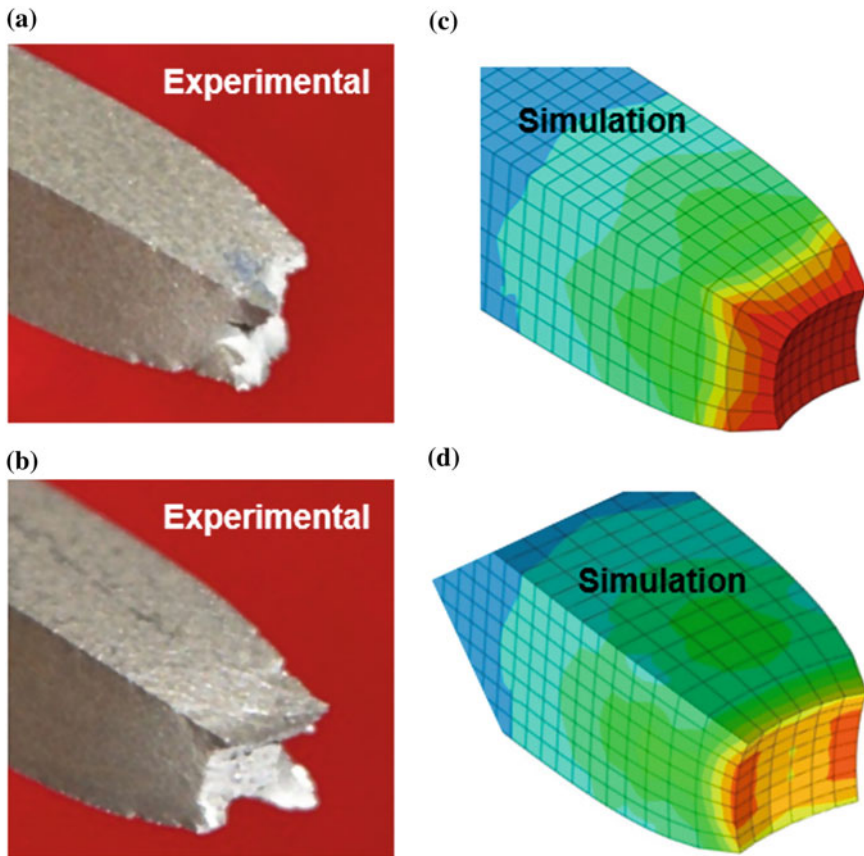 (a)
Experimental
(c)
Simulation
(b)
Experimental
(d)
Simulation